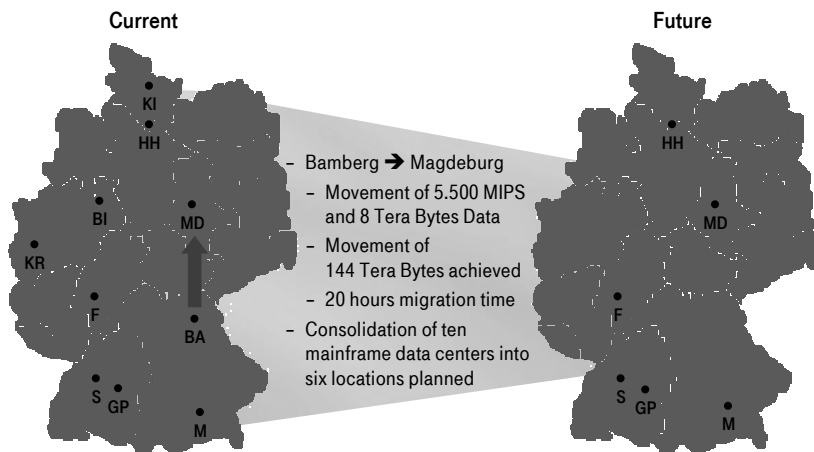 Current
Future
KI
HH
BI
MD
KR
F
BA
S
GP
M
– Bamberg ➔ Magdeburg
– Movement of 5.500 MIPS
and 8 Tera Bytes Data
– Movement of
144 Tera Bytes achieved
– 20 hours migration time
– Consolidation of ten
mainframe data centers into
six locations planned
HH
MD
F
S
GP
M